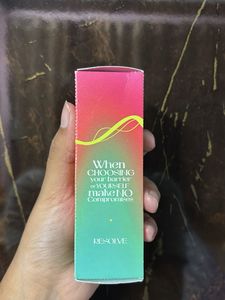 When
CHOOSING
your barrier
or YOURSELF
make NO
Compromises
RESOLVE